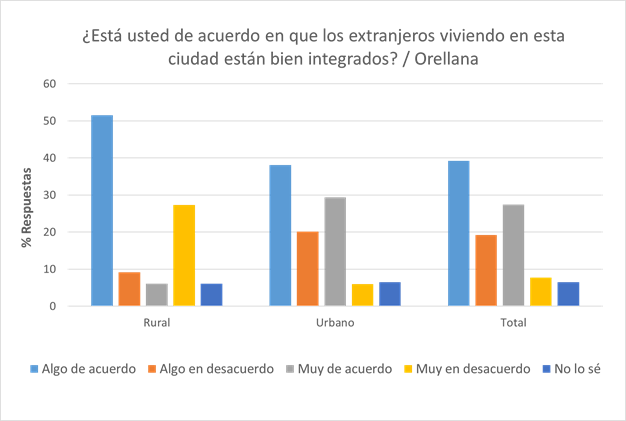 ¿Está usted de acuerdo en que los extranjeros viviendo en esta
ciudad están bien integrados? / Orellana
60
50
40
30
20
10
0
% Respuestas
Rural Urbano Total
Algo de acuerdo Algo en desacuerdo Muy de acuerdo Muy en desacuerdo No lo sé